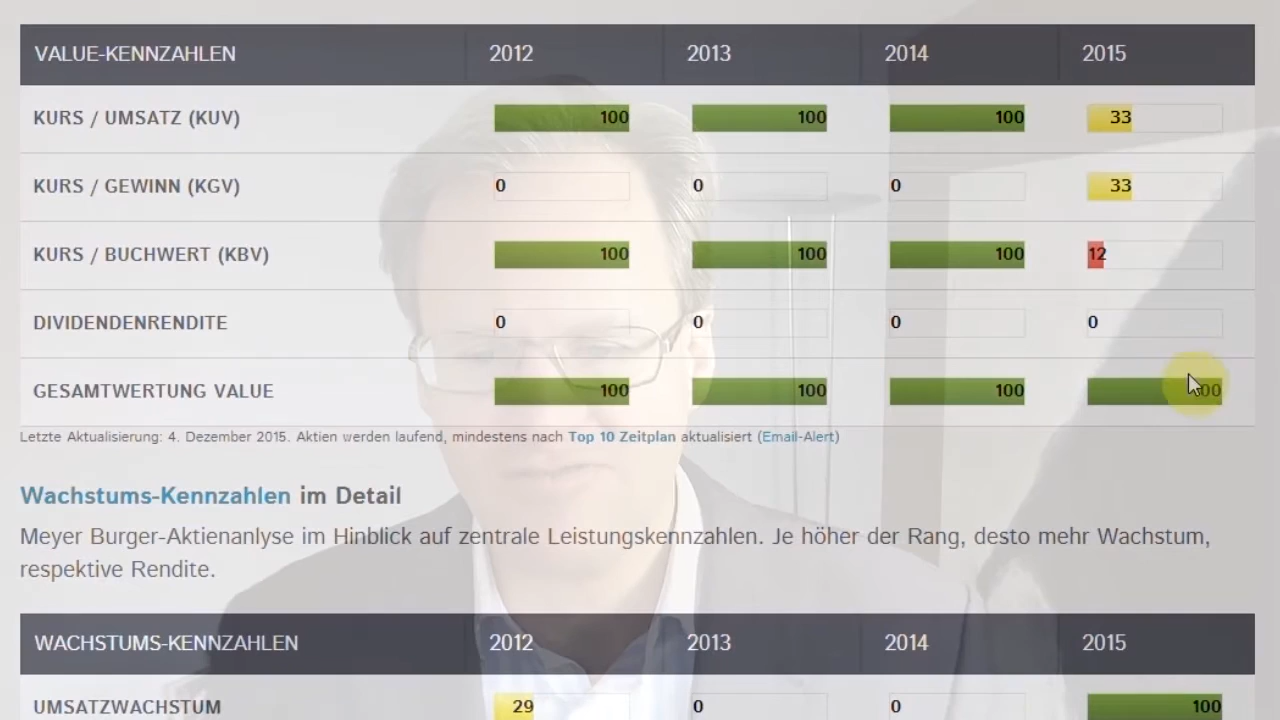 VALUE-KENNZAHLEN 2012 2013 2014 2015
KURS / UMSATZ (KUV) 100 100 100 33
KURS / GEWINN (KGV) 0 0 0 33
KURS / BUCHWERT (KBV) 100 100 100 12
DIVIDENDENRENDITE 0 0 0 0
GESAMTWERTUNG VALUE 100 100 100
Letzte Aktualisierung: 4. Dezember 2015. Aktien werden laufend, mindestens nach Top 10 Zeitplan aktualisiert (Email-Alert)
Wachstums-Kennzahlen im Detail
Meyer Burger-Aktienanalyse im Hinblick auf zentrale Leistungskennzahlen. Je höher der Rang, desto mehr Wachstum,
respektive Rendite.
WACHSTUMS-KENNZAHLEN 2012 2013 2014 2015
UMSATZWACHSTUM 29 0 0 100